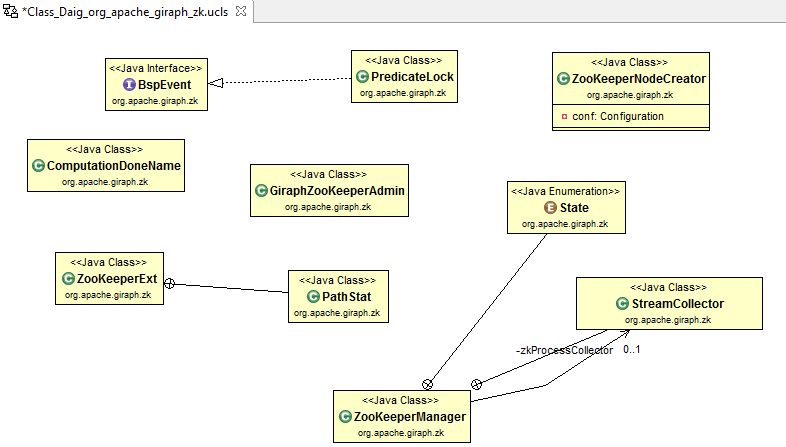 *Class_Daig_org_apache_giraph_zk.ucls
<<Java Interface>>
BspEvent
org.apache.giraph.zk
<<Java Class>>
PredicateLock
org.apache.giraph.zk
<<Java Class>>
ZooKeeperNodeCreator
org.apache.giraph.zk
conf: Configuration
<<Java Class>>
ComputationDoneName
org.apache.giraph.zk
<<Java Class>>
GiraphZooKeeperAdmin
org.apache.giraph.zk
<<Java Enumeration>>
State
org.apache.giraph.zk
<<Java Class>>
ZooKeeperExt
org.apache.giraph.zk
<<Java Class>>
PathStat
org.apache.giraph.zk
<<Java Class>>
StreamCollector
org.apache.giraph.zk
-zkProcessCollector 0..1
<<Java Class>>
ZooKeeperManager
org.apache.giraph.zk